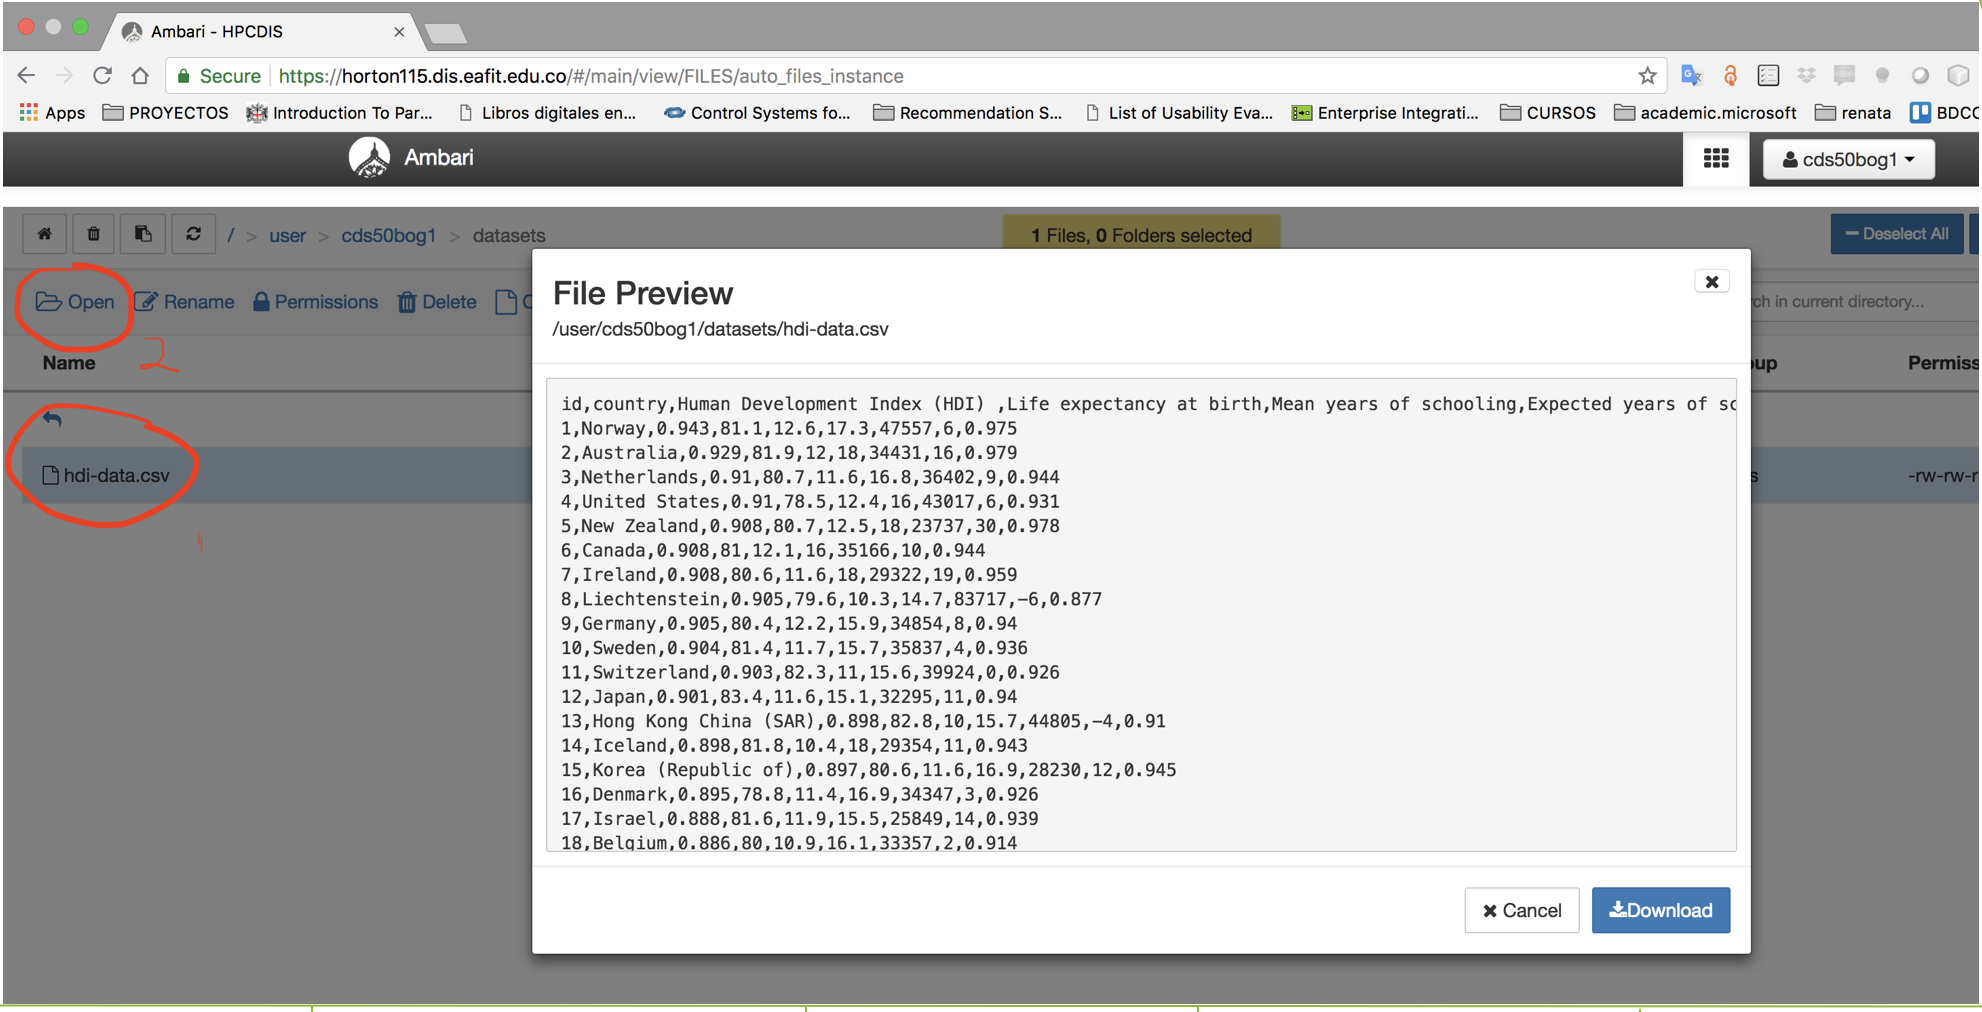 Ambari - HPCDIS
Secure https://horton115.dis.eafit.edu.co/#/main/view/FILES/auto_files_instance
Apps PROYECTOS Introduction To Par... Libros digitales en... Control Systems fo... Recommendation S... List of Usability Eva... Enterprise Integrati... CURSOS academic.microsoft renata BDCC
Ambari cds50bog1
/ > user > cds50bog1 > datasets 1 Files, 0 Folders selected Deselect All
Open Rename Permissions Delete
rch in current directory...
2
Name oup Permiss
hdi-data.csv s -rw-rw-r
1
File Preview
/user/cds50bog1/datasets/hdi-data.csv
id,country,Human Development Index (HDI) ,Life expectancy at birth,Mean years of schooling,Expected years of sc
1,Norway,0.943,81.1,12.6,17.3,47557,6,0.975
2,Australia,0.929,81.9,12,18,34431,16,0.979
3,Netherlands,0.91,80.7,11.6,16.8,36402,9,0.944
4,United States,0.91,78.5,12.4,16,43017,6,0.931
5,New Zealand,0.908,80.7,12.5,18,23737,30,0.978
6,Canada,0.908,81,12.1,16,35166,10,0.944
7,Ireland,0.908,80.6,11.6,18,29322,19,0.959
8,Liechtenstein,0.905,79.6,10.3,14.7,83717,-6,0.877
9,Germany,0.905,80.4,12.2,15.9,34854,8,0.94
10,Sweden,0.904,81.4,11.7,15.7,35837,4,0.936
11,Switzerland,0.903,82.3,11,15.6,39924,0,0.926
12,Japan,0.901,83.4,11.6,15.1,32295,11,0.94
13,Hong Kong China (SAR),0.898,82.8,10,15.7,44805,-4,0.91
14,Iceland,0.898,81.8,10.4,18,29354,11,0.943
15,Korea (Republic of),0.897,80.6,11.6,16.9,28230,12,0.945
16,Denmark,0.895,78.8,11.4,16.9,34347,3,0.926
17,Israel,0.888,81.6,11.9,15.5,25849,14,0.939
18,Belgium,0.886,80,10.9,16.1,33357,2,0.914
Cancel Download